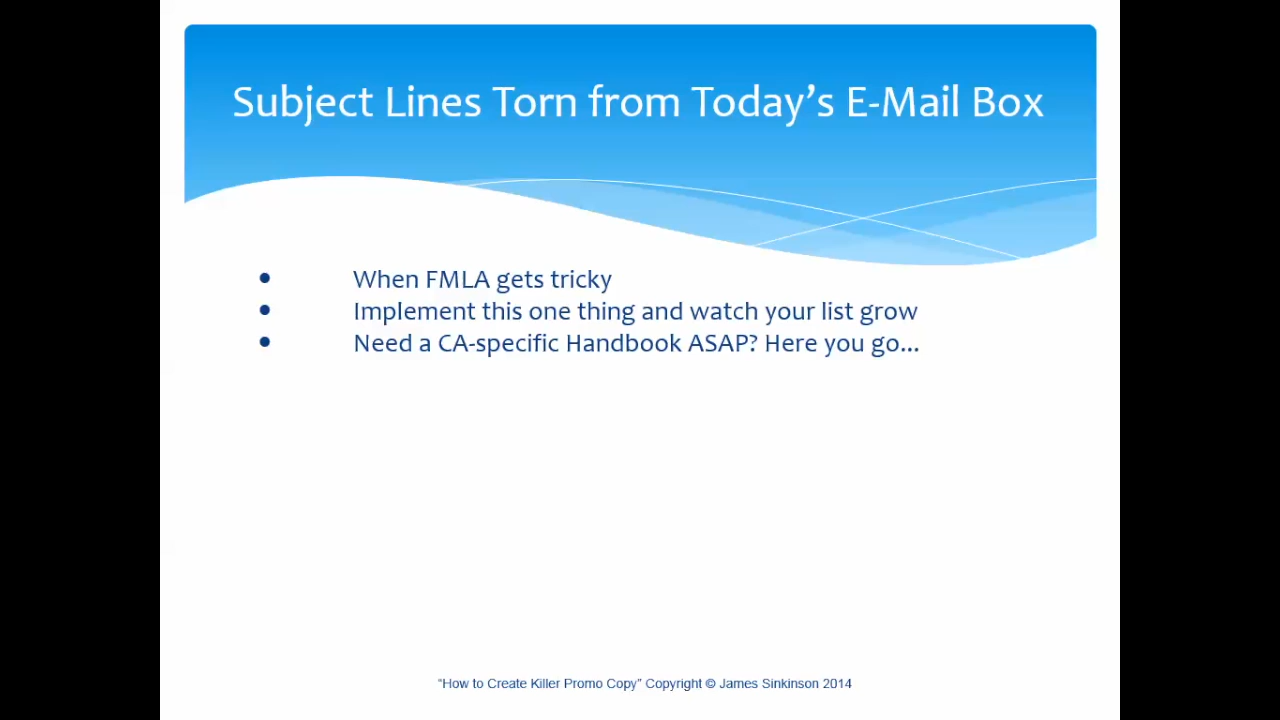 Subject Lines Torn from Today’s E-Mail Box
• When FMLA gets tricky
• Implement this one thing and watch your list grow
• Need a CA-specific Handbook ASAP? Here you go...
“How to Create Killer Promo Copy” Copyright © James Sinkinson 2014